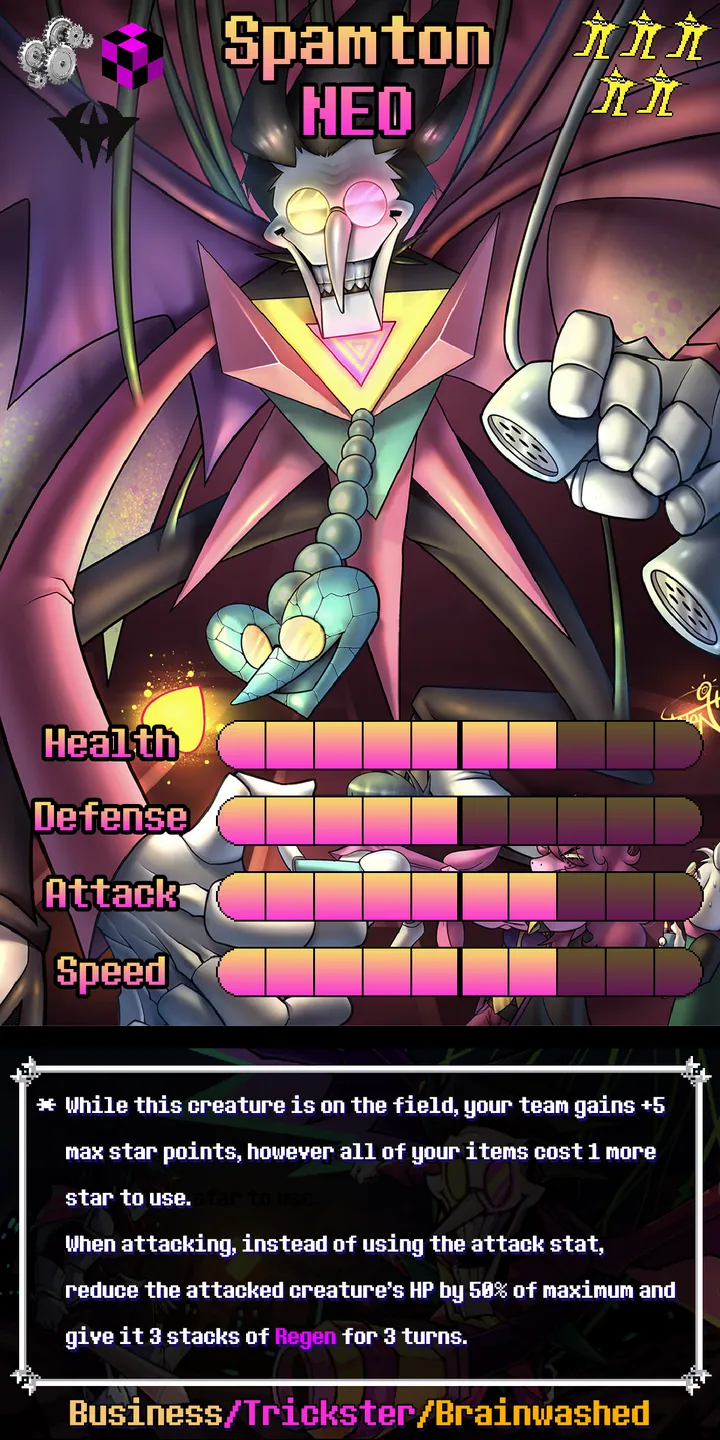 Spamton
NEO
Health
Defense
Attack
Speed
* While this creature is on the field, your team gains +5
max star points, however all of your items cost 1 more
star to use.
When attacking, instead of using the attack stat,
reduce the attacked creature's HP by 50% of maximum and
give it 3 stacks of Regen for 3 turns.
Business/Trickster/Brainwashed